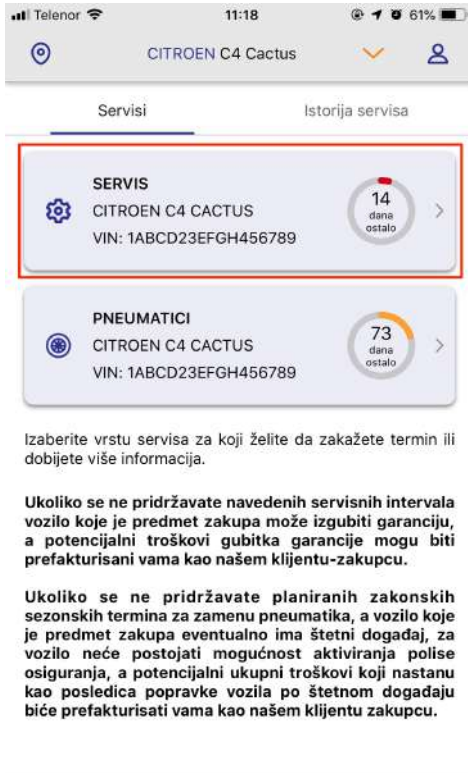 Telenor 11:18 61%
CITROEN C4 Cactus
Servisi Istorija servisa
SERVIS
CITROEN C4 CACTUS
VIN: 1ABCD23EFGH456789
14
dana
ostalo
PNEUMATICI
CITROEN C4 CACTUS
VIN: 1ABCD23EFGH456789
73
dana
ostalo
Izaberite vrstu servisa za koji želite da zakažete termin ili
dobijete više informacija.
Ukoliko se ne pridržavate navedenih servisnih intervala
vozilo koje je predmet zakupa može izgubiti garanciju,
a potencijalni troškovi gubitka garancije mogu biti
prefakturisani vama kao našem klijentu-zakupcu.
Ukoliko se ne pridržavate planiranih zakonskih
sezonskih termina za zamenu pneumatika, a vozilo koje
je predmet zakupa eventualno ima štetni događaj, za
vozilo neće postojati mogućnost aktiviranja polise
osiguranja, a potencijalni ukupni troškovi koji nastanu
kao posledica popravke vozila po štetnom događaju
biće prefakturisati vama kao našem klijentu zakupcu.